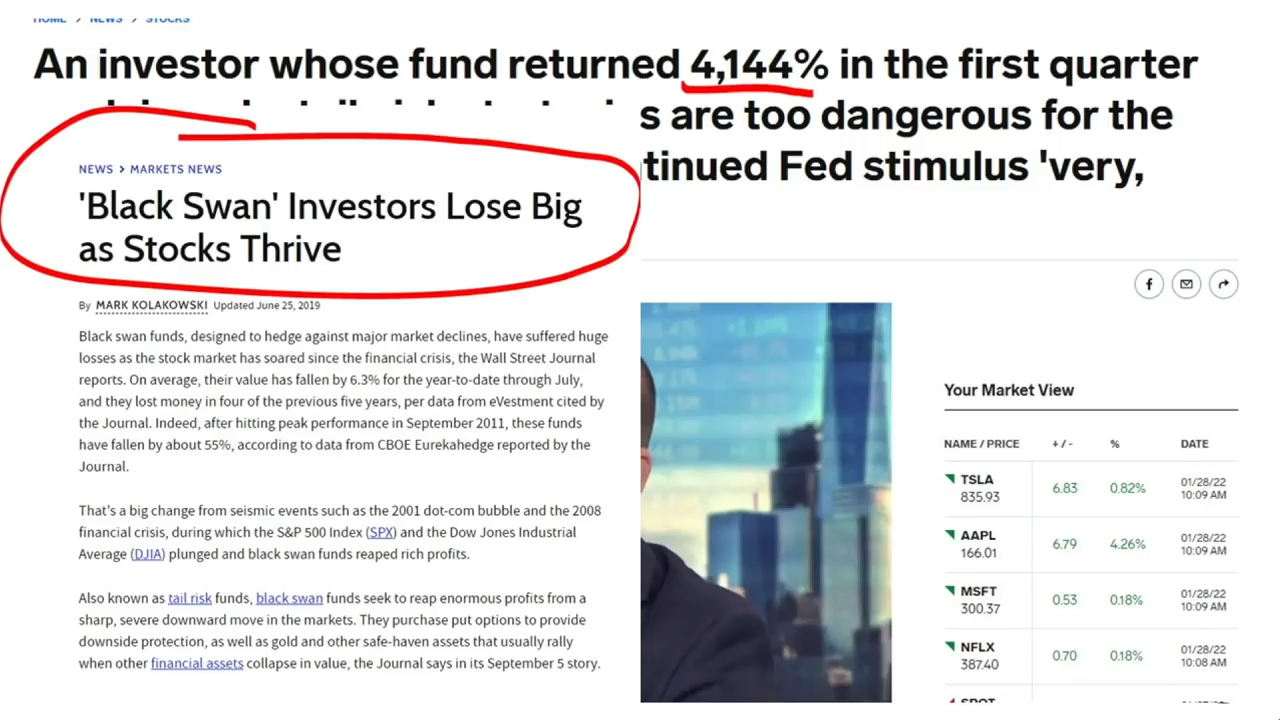 HOME > NEWS > STOCKS
An investor whose fund returned 4,144% in the first quarter
s are too dangerous for the
tinued Fed stimulus 'very,
NEWS > MARKETS NEWS
'Black Swan' Investors Lose Big
as Stocks Thrive
By MARK KOLAKOWSKI Updated June 25, 2019
Black swan funds, designed to hedge against major market declines, have suffered huge
losses as the stock market has soared since the financial crisis, the Wall Street Journal
reports. On average, their value has fallen by 6.3% for the year-to-date through July,
and they lost money in four of the previous five years, per data from eVestment cited by
the Journal. Indeed, after hitting peak performance in September 2011, these funds
have fallen by about 55%, according to data from CBOE Eurekahedge reported by the
Journal.
That's a big change from seismic events such as the 2001 dot-com bubble and the 2008
financial crisis, during which the S&P 500 Index (SPX) and the Dow Jones Industrial
Average (DJIA) plunged and black swan funds reaped rich profits.
Also known as tail risk funds, black swan funds seek to reap enormous profits from a
sharp, severe downward move in the markets. They purchase put options to provide
downside protection, as well as gold and other safe-haven assets that usually rally
when other financial assets collapse in value, the Journal says in its September 5 story.
Your Market View
NAME / PRICE + / - % DATE
TSLA 6.83 0.82% 01/28/22
835.93 10:09 AM
AAPL 6.79 4.26% 01/28/22
166.01 10:09 AM
MSFT 0.53 0.18% 01/28/22
300.37 10:09 AM
NFLX 0.70 0.18% 01/28/22
387.40 10:08 AM